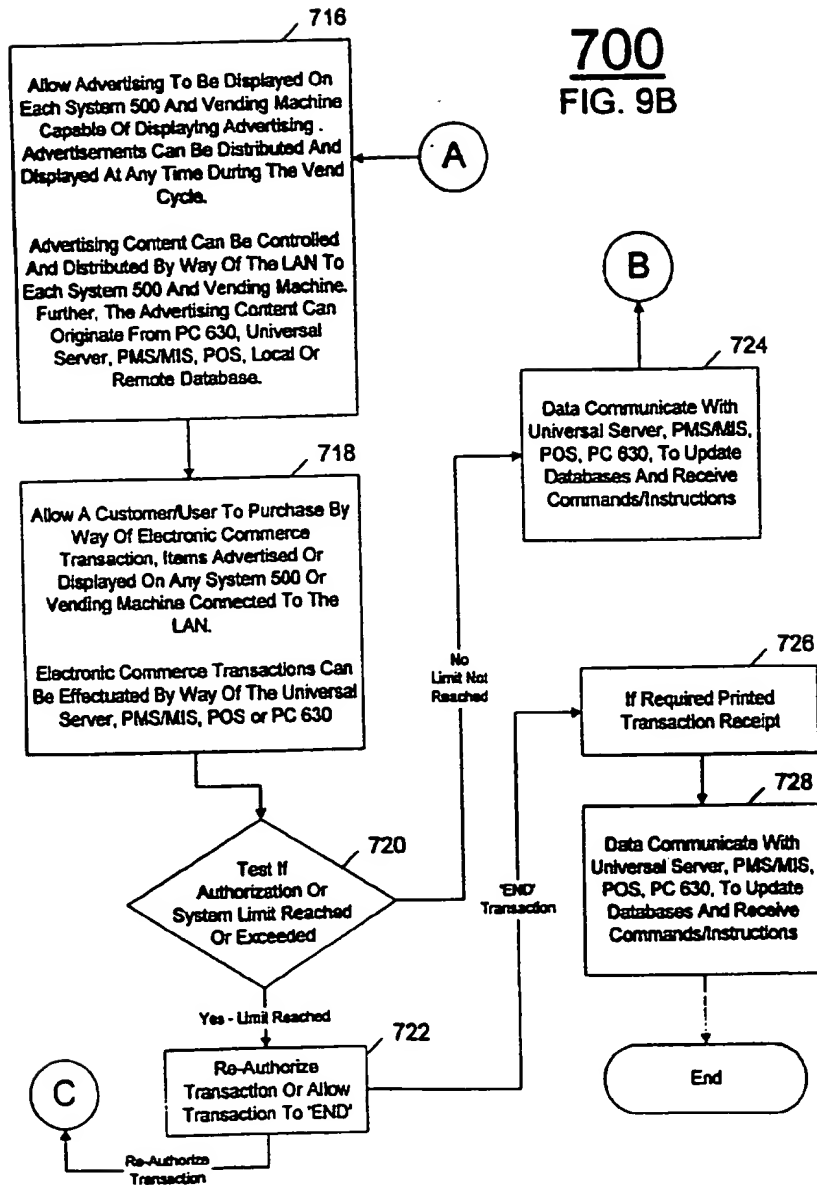 700
FIG. 9B
716
Allow Advertising To Be Displayed On
Each System 500 And Vending Machine
Capable Of Displaying Advertising .
Advertisements Can Be Distributed And
Displayed At Any Time During The Vend
Cycle.
Advertising Content Can Be Controlled
And Distributed By Way Of The LAN To
Each System 500 And Vending Machine.
Further, The Advertising Content Can
Originate From PC 630, Universal
Server, PMS/MIS, POS, Local Or
Remote Database.
A
718
Allow A Customer/User To Purchase By
Way Of Electronic Commerce
Transaction, Items Advertised Or
Displayed On Any System 500 Or
Vending Machine Connected To The
LAN.
Electronic Commerce Transactions Can
Be Effectuated By Way Of The Universal
Server, PMS/MIS, POS or PC 630
720
Test If
Authorization Or
System Limit Reached
Or Exceeded
No
Limit Not
Reached
B
724
Data Communicate With
Universal Server, PMS/MIS,
POS, PC 630, To Update
Databases And Receive
Commands/Instructions
Yes - Limit Reached
722
Re-Authorize
Transaction Or Allow
Transaction To 'END'
C
Re-Authorize
Transaction
'END'
Transaction
726
If Required Printed
Transaction Receipt
728
Data Communicate With
Universal Server, PMS/MIS,
POS, PC 630, To Update
Databases And Receive
Commands/Instructions
End